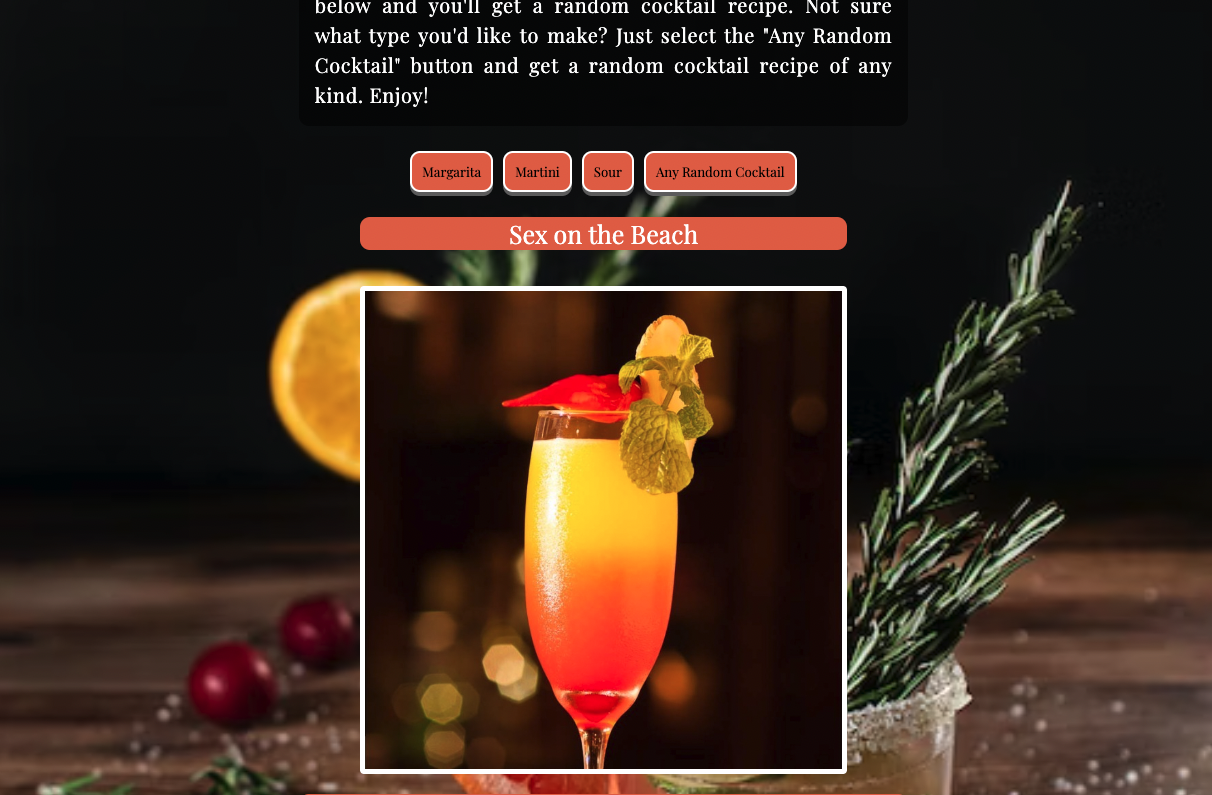 below and you'll get a random cocktail recipe. Not sure
what type you'd like to make? Just select the "Any Random
Cocktail" button and get a random cocktail recipe of any
kind. Enjoy!
Margarita Martini Sour Any Random Cocktail
Sex on the Beach